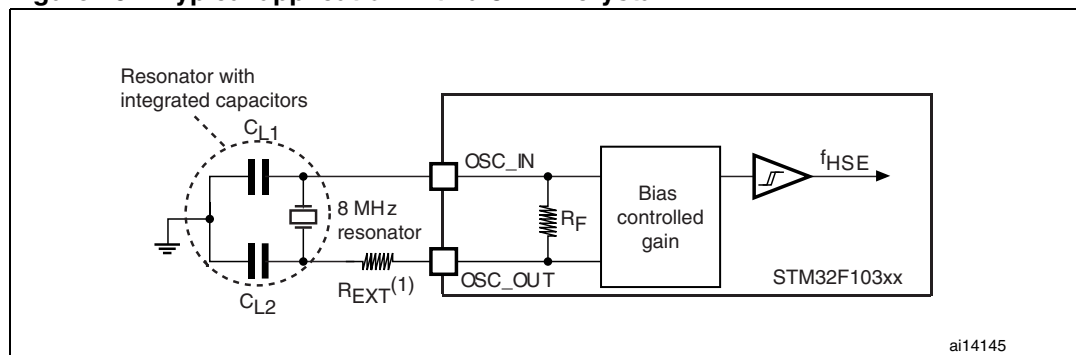 Resonator with
integrated capacitors
CL1
OSC_IN
fHSE
8 MHz
resonator
RF
Bias
controlled
gain
REXT(1)
OSC_OUT
STM32F103xx
CL2
ai14145